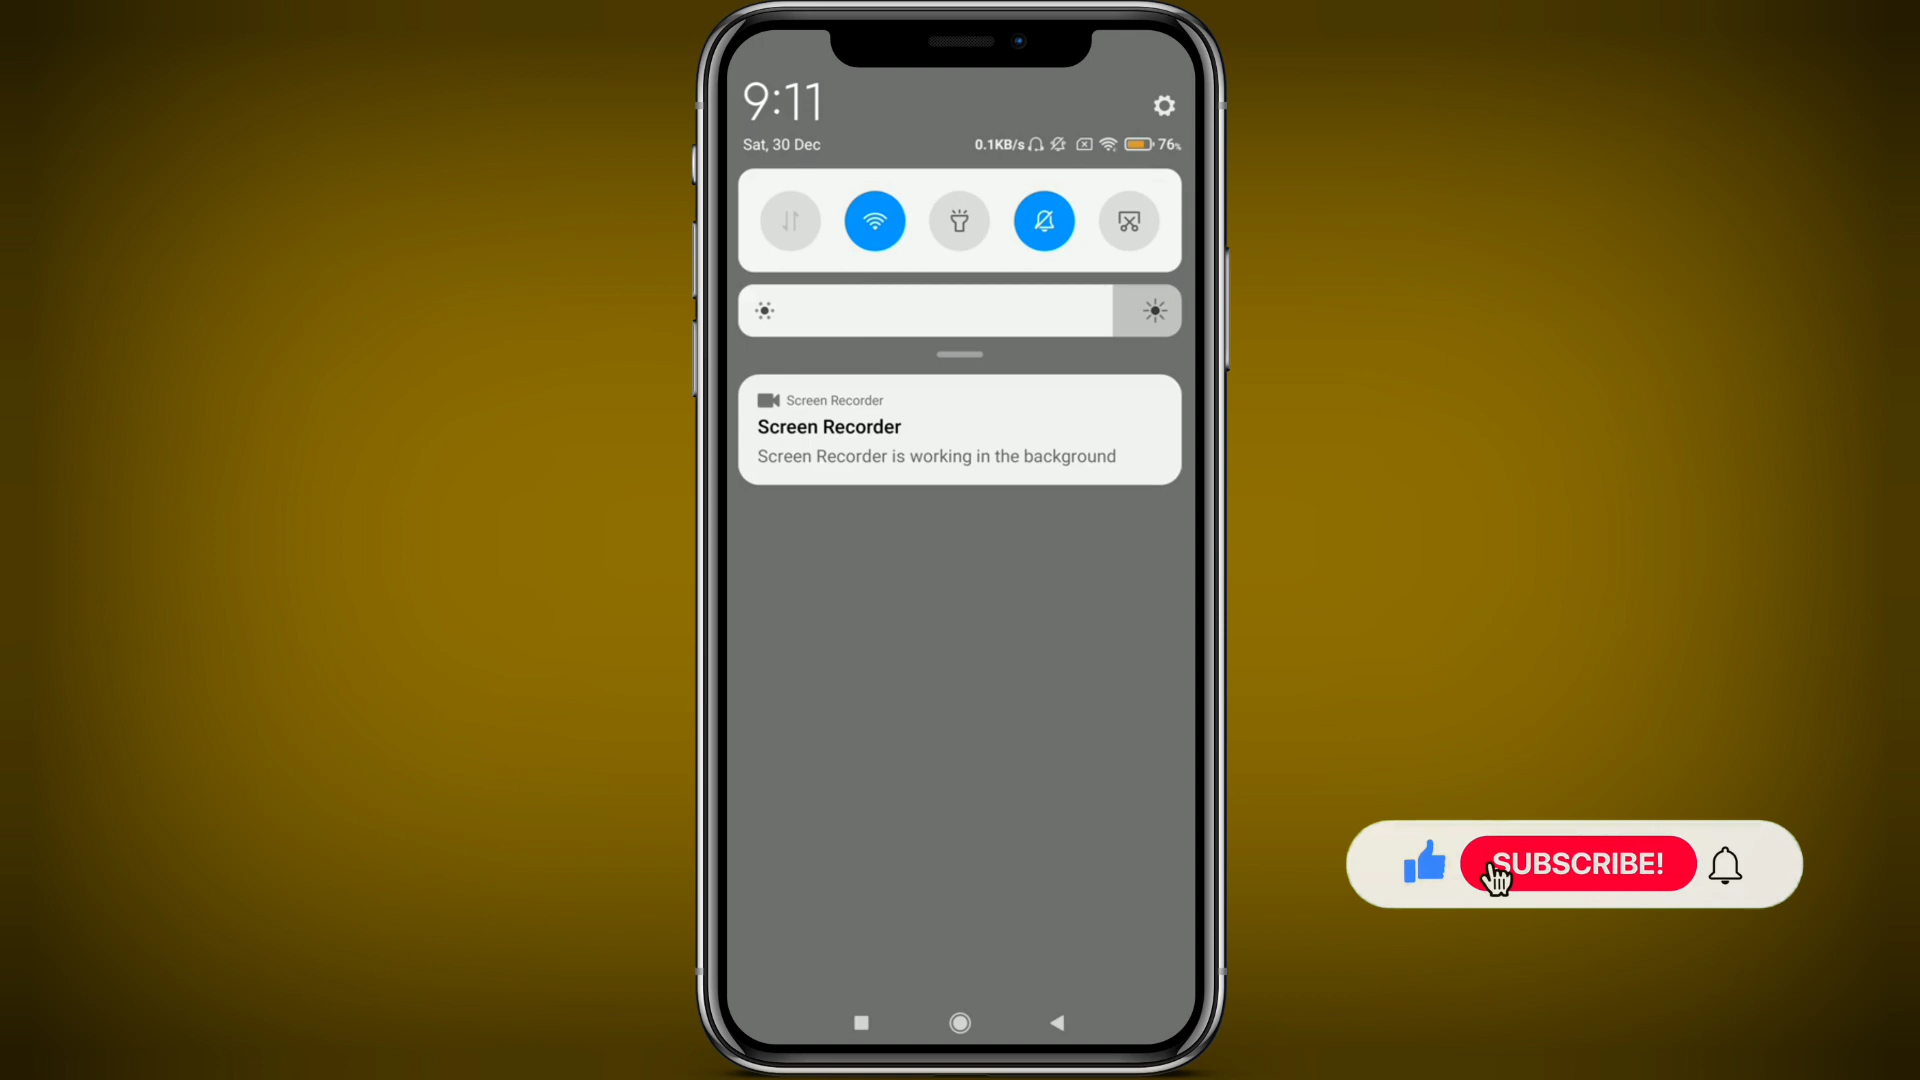 9:11
Sat, 30 Dec
0.1KB/s 76%
Screen Recorder
Screen Recorder
Screen Recorder is working in the background
SUBSCRIBE!